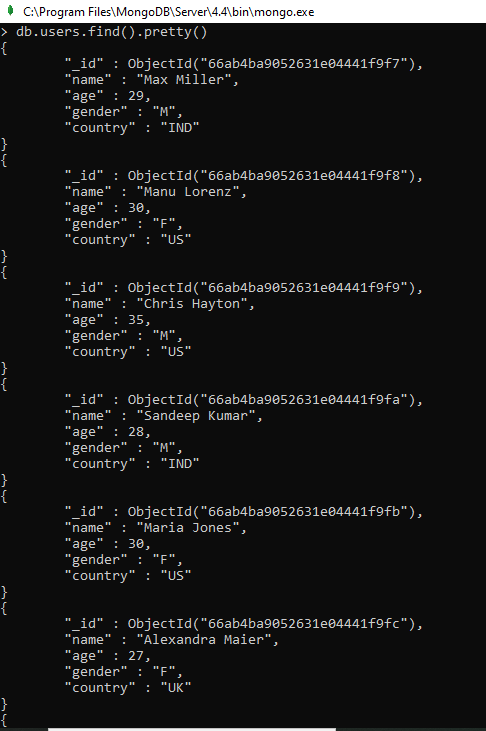 C:\Program Files\MongoDB\Server\4.4\bin\mongo.exe
> db.users.find().pretty()
{
        "_id" : ObjectId("66ab4ba9052631e04441f9f7"),
        "name" : "Max Miller",
        "age" : 29,
        "gender" : "M",
        "country" : "IND"
}
{
        "_id" : ObjectId("66ab4ba9052631e04441f9f8"),
        "name" : "Manu Lorenz",
        "age" : 30,
        "gender" : "F",
        "country" : "US"
}
{
        "_id" : ObjectId("66ab4ba9052631e04441f9f9"),
        "name" : "Chris Hayton",
        "age" : 35,
        "gender" : "M",
        "country" : "US"
}
{
        "_id" : ObjectId("66ab4ba9052631e04441f9fa"),
        "name" : "Sandeep Kumar",
        "age" : 28,
        "gender" : "M",
        "country" : "IND"
}
{
        "_id" : ObjectId("66ab4ba9052631e04441f9fb"),
        "name" : "Maria Jones",
        "age" : 30,
        "gender" : "F",
        "country" : "US"
}
{
        "_id" : ObjectId("66ab4ba9052631e04441f9fc"),
        "name" : "Alexandra Maier",
        "age" : 27,
        "gender" : "F",
        "country" : "UK"
}
{